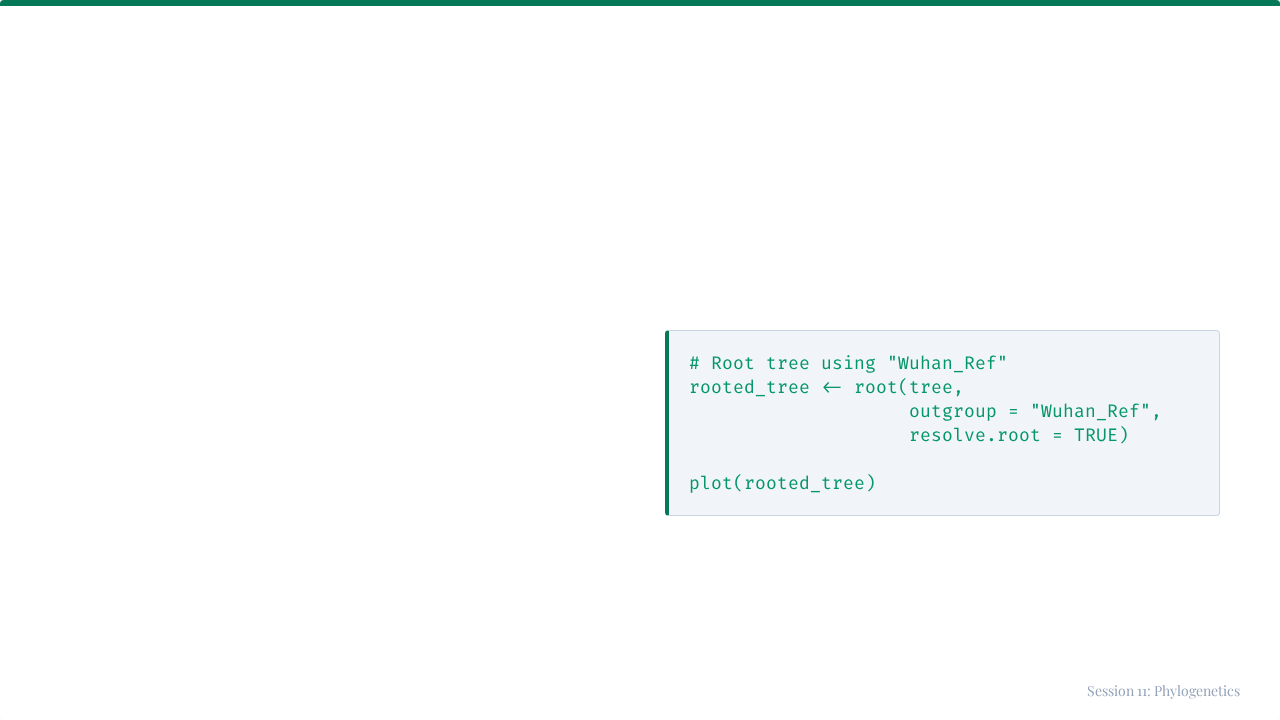 # Root tree using "Wuhan_Ref"
rooted_tree <- root(tree,
                    outgroup = "Wuhan_Ref",
                    resolve.root = TRUE)
plot(rooted_tree)
Session 11: Phylogenetics